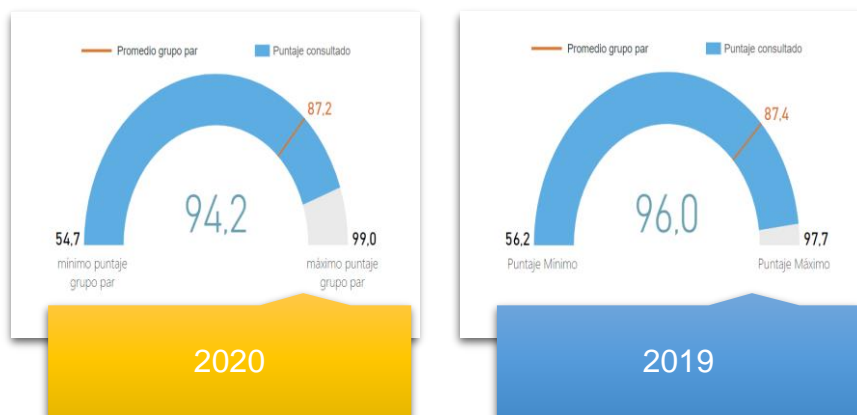 Promedio grupo par
Puntaje consultado
87,2
94,2
54,7
99,0
mínimo puntaje
grupo par
máximo puntaje
grupo par
2020
Promedio grupo par
Puntaje consultado
87,4
96,0
56,2
97,7
Puntaje Mínimo
Puntaje Máximo
2019